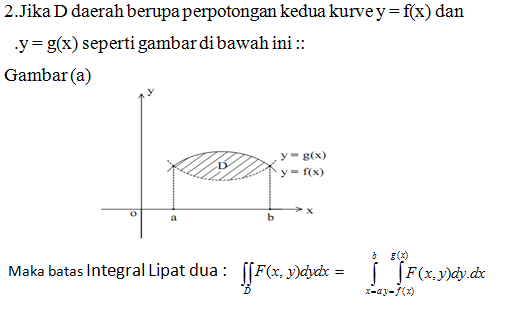 2.Jika D daerah berupa perpotongan kedua kurve y = f(x) dan
.y = g(x) seperti gambar di bawah ini ::
Gambar (a)
y
y = g(x)
D
y = f(x)
o a b x
Maka batas Integral Lipat dua : ∬_D F(x, y)dydx = ∫_{x=a}^{b} ∫_{y=f(x)}^{g(x)} F(x, y)dy.dx